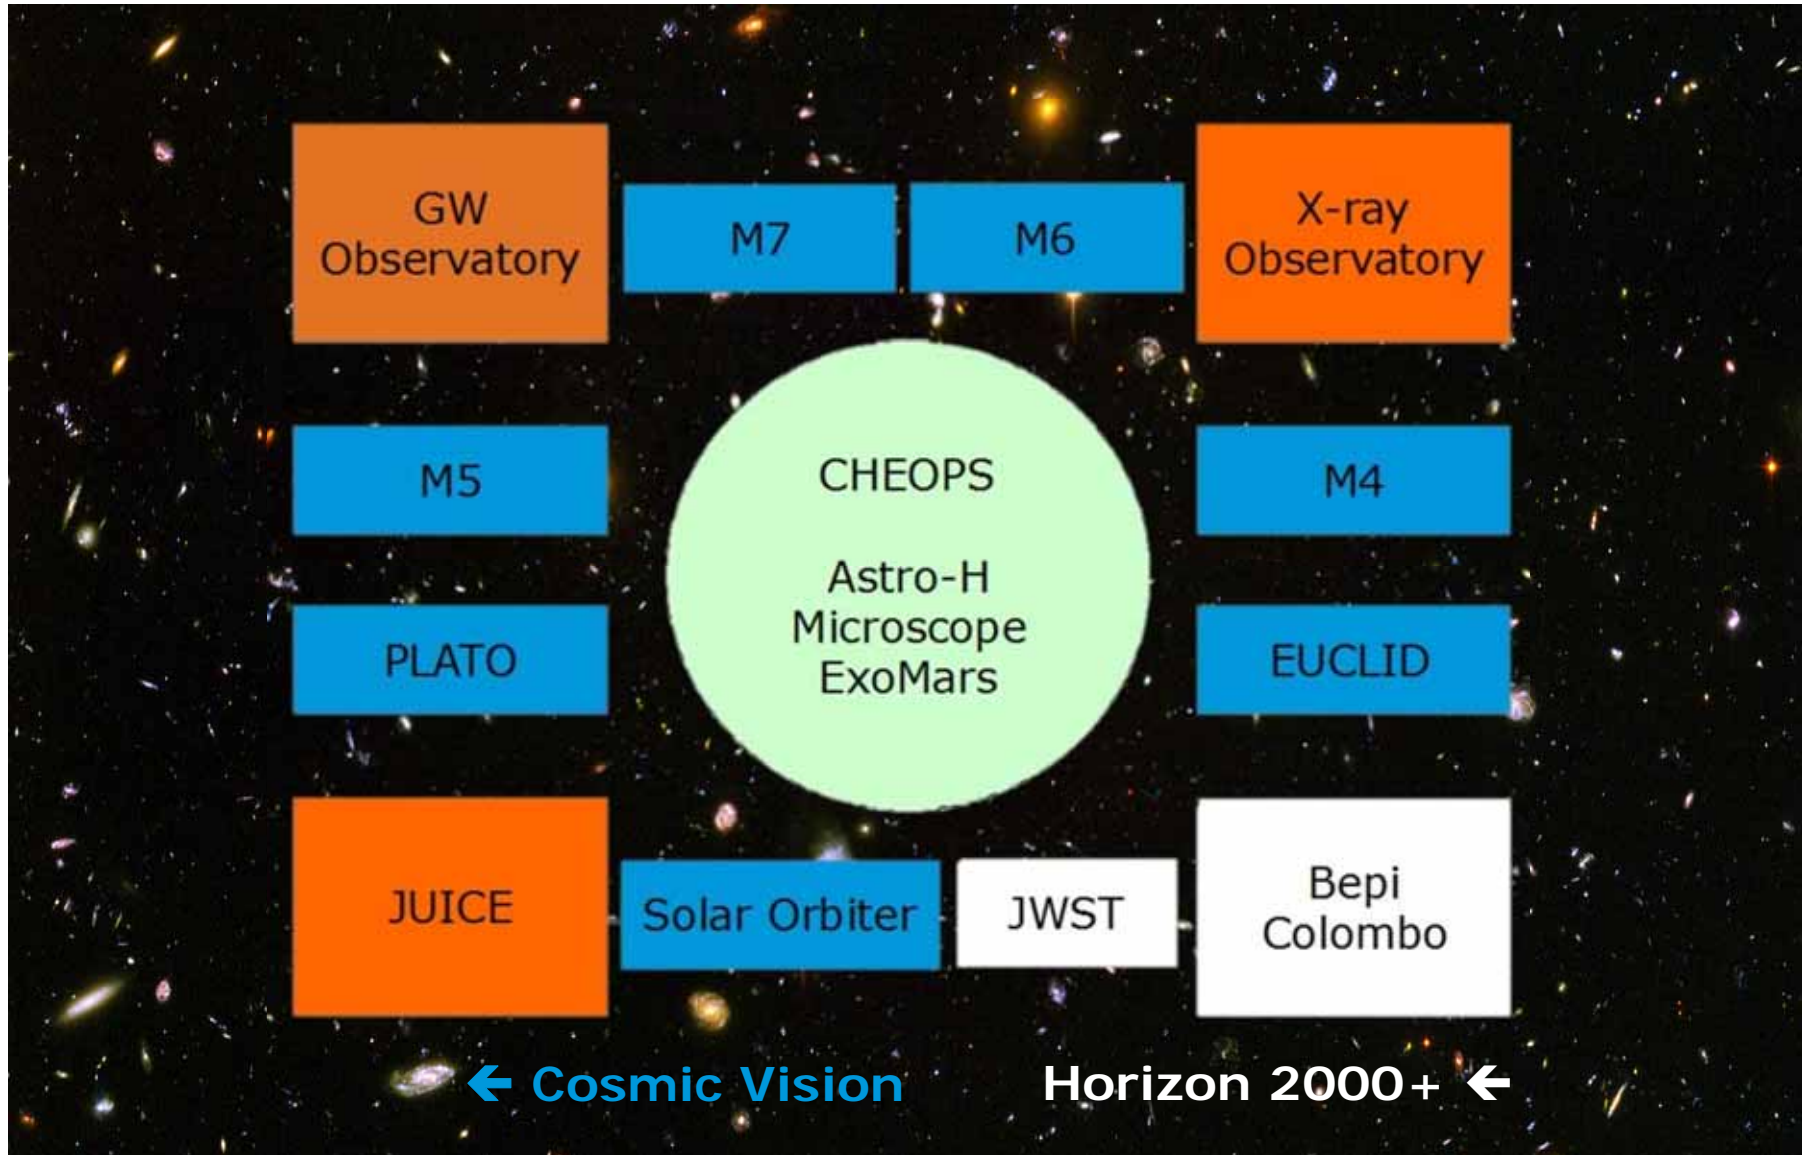 GW
Observatory
M7
M6
X-ray
Observatory
M5
CHEOPS
Astro-H
Microscope
ExoMars
M4
PLATO
EUCLID
JUICE
Solar Orbiter
JWST
Bepi
Colombo
← Cosmic Vision
Horizon 2000+ ←